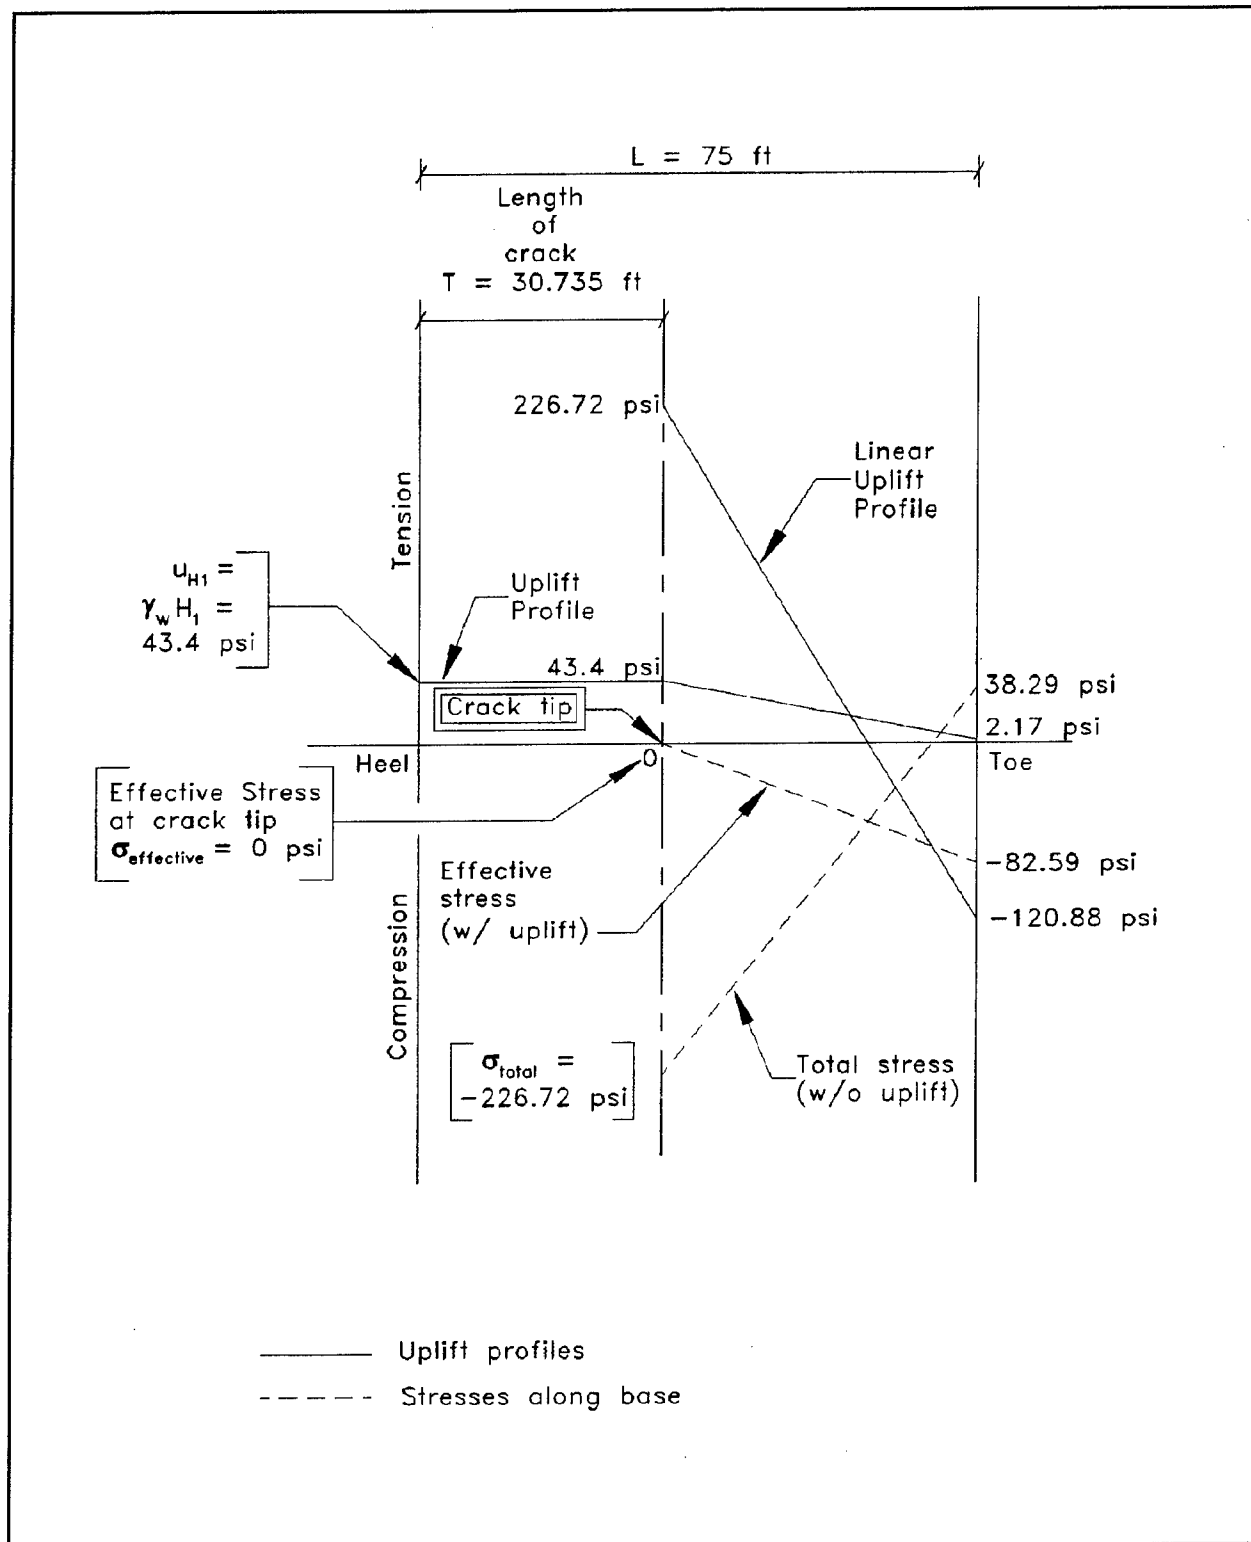 L = 75 ft
Length
of
crack
T = 30.735 ft
226.72 psi
Linear
Uplift
Profile
Tension
u_H1 =
γ_w H_1 =
43.4 psi
Uplift
Profile
43.4 psi
38.29 psi
Crack tip
2.17 psi
Heel
0
Toe
Effective Stress
at crack tip
σ_effective = 0 psi
-82.59 psi
Effective
stress
(w/ uplift)
-120.88 psi
Compression
σ_total =
-226.72 psi
Total stress
(w/o uplift)
Uplift profiles
Stresses along base